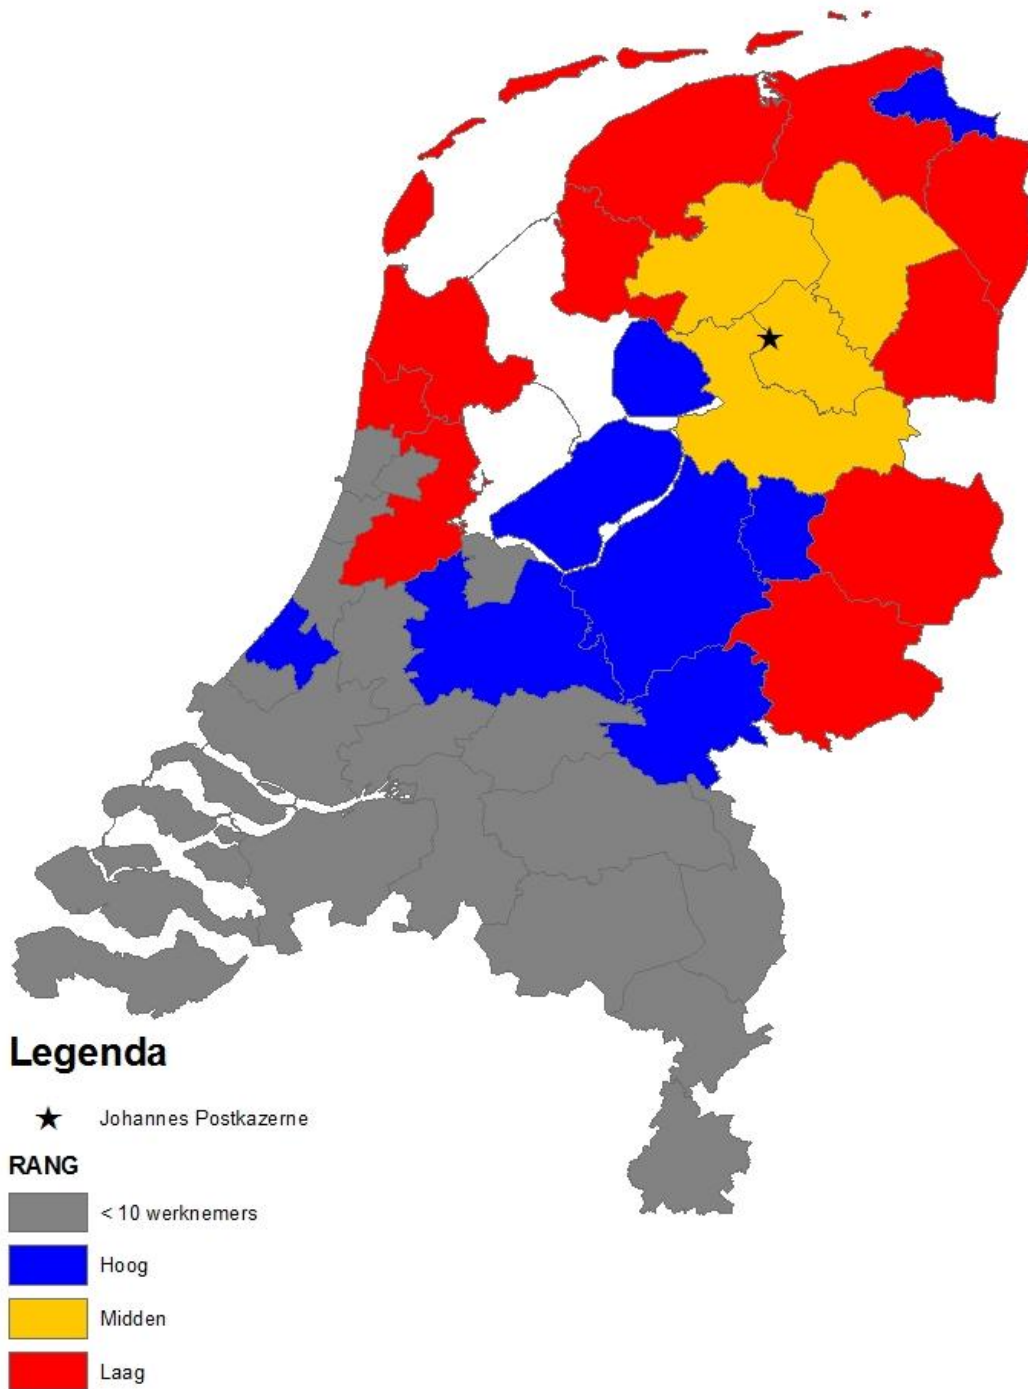 Legenda
Johannes Postkazerne
RANG
< 10 werknemers
Hoog
Midden
Laag